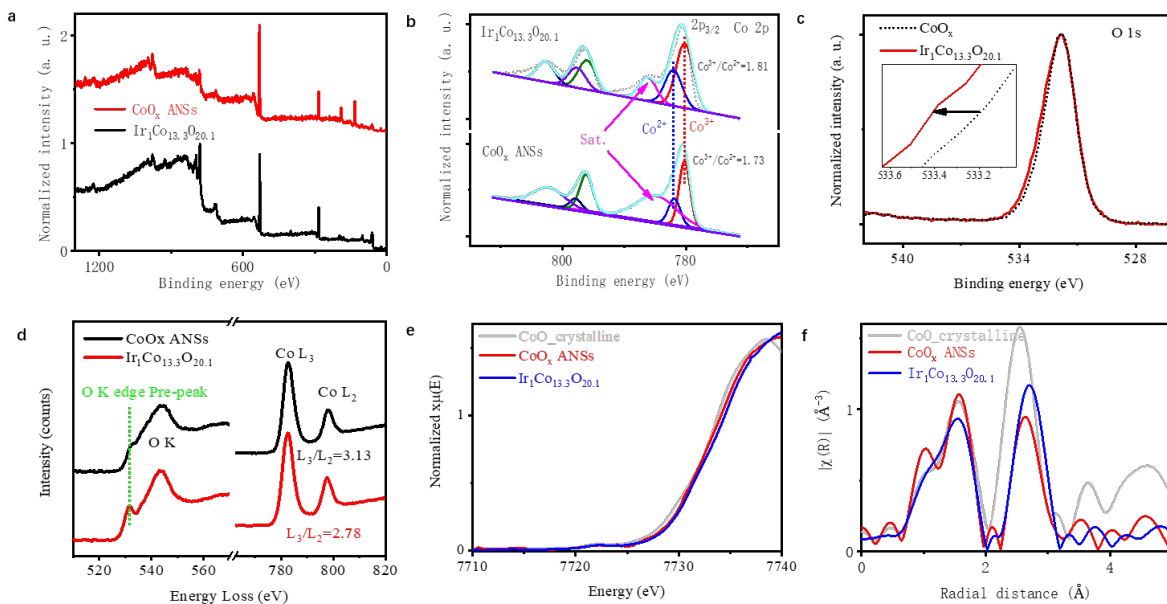 a
Normalized intensity (a. u.)
2
1
0
CoOₓ ANSs
Ir₁Co₁₃.₃O₂₀.₁
1300
600
0
Binding energy (eV)
b
Normalized intensity (a. u.)
Ir₁Co₁₃.₃O₂₀.₁
2p₃/₂
Co 2p
Co³⁺/Co²⁺=1.81
Co²⁺
Co³⁺
Sat.
CoOₓ ANSs
Co³⁺/Co²⁺=1.73
800
780
Binding energy (eV)
c
Normalized intensity (a. u.)
CoOₓ
Ir₁Co₁₃.₃O₂₀.₁
O 1s
533.6
533.4
533.2
540
534
528
Binding energy (eV)
d
Intensity (counts)
CoOx ANSs
Ir₁Co₁₃.₃O₂₀.₁
O K edge Pre-peak
O K
Co L₃
Co L₂
L₃/L₂=3.13
L₃/L₂=2.78
520
540
560
780
800
820
Energy Loss (eV)
e
Normalized xμ(E)
1
0
CoO_crystalline
CoOₓ ANSs
Ir₁Co₁₃.₃O₂₀.₁
7710
7720
7730
7740
Energy (eV)
f
|χ(R)| (Å⁻³)
1
0
CoO_crystalline
CoOₓ ANSs
Ir₁Co₁₃.₃O₂₀.₁
0
2
4
Radial distance (Å)